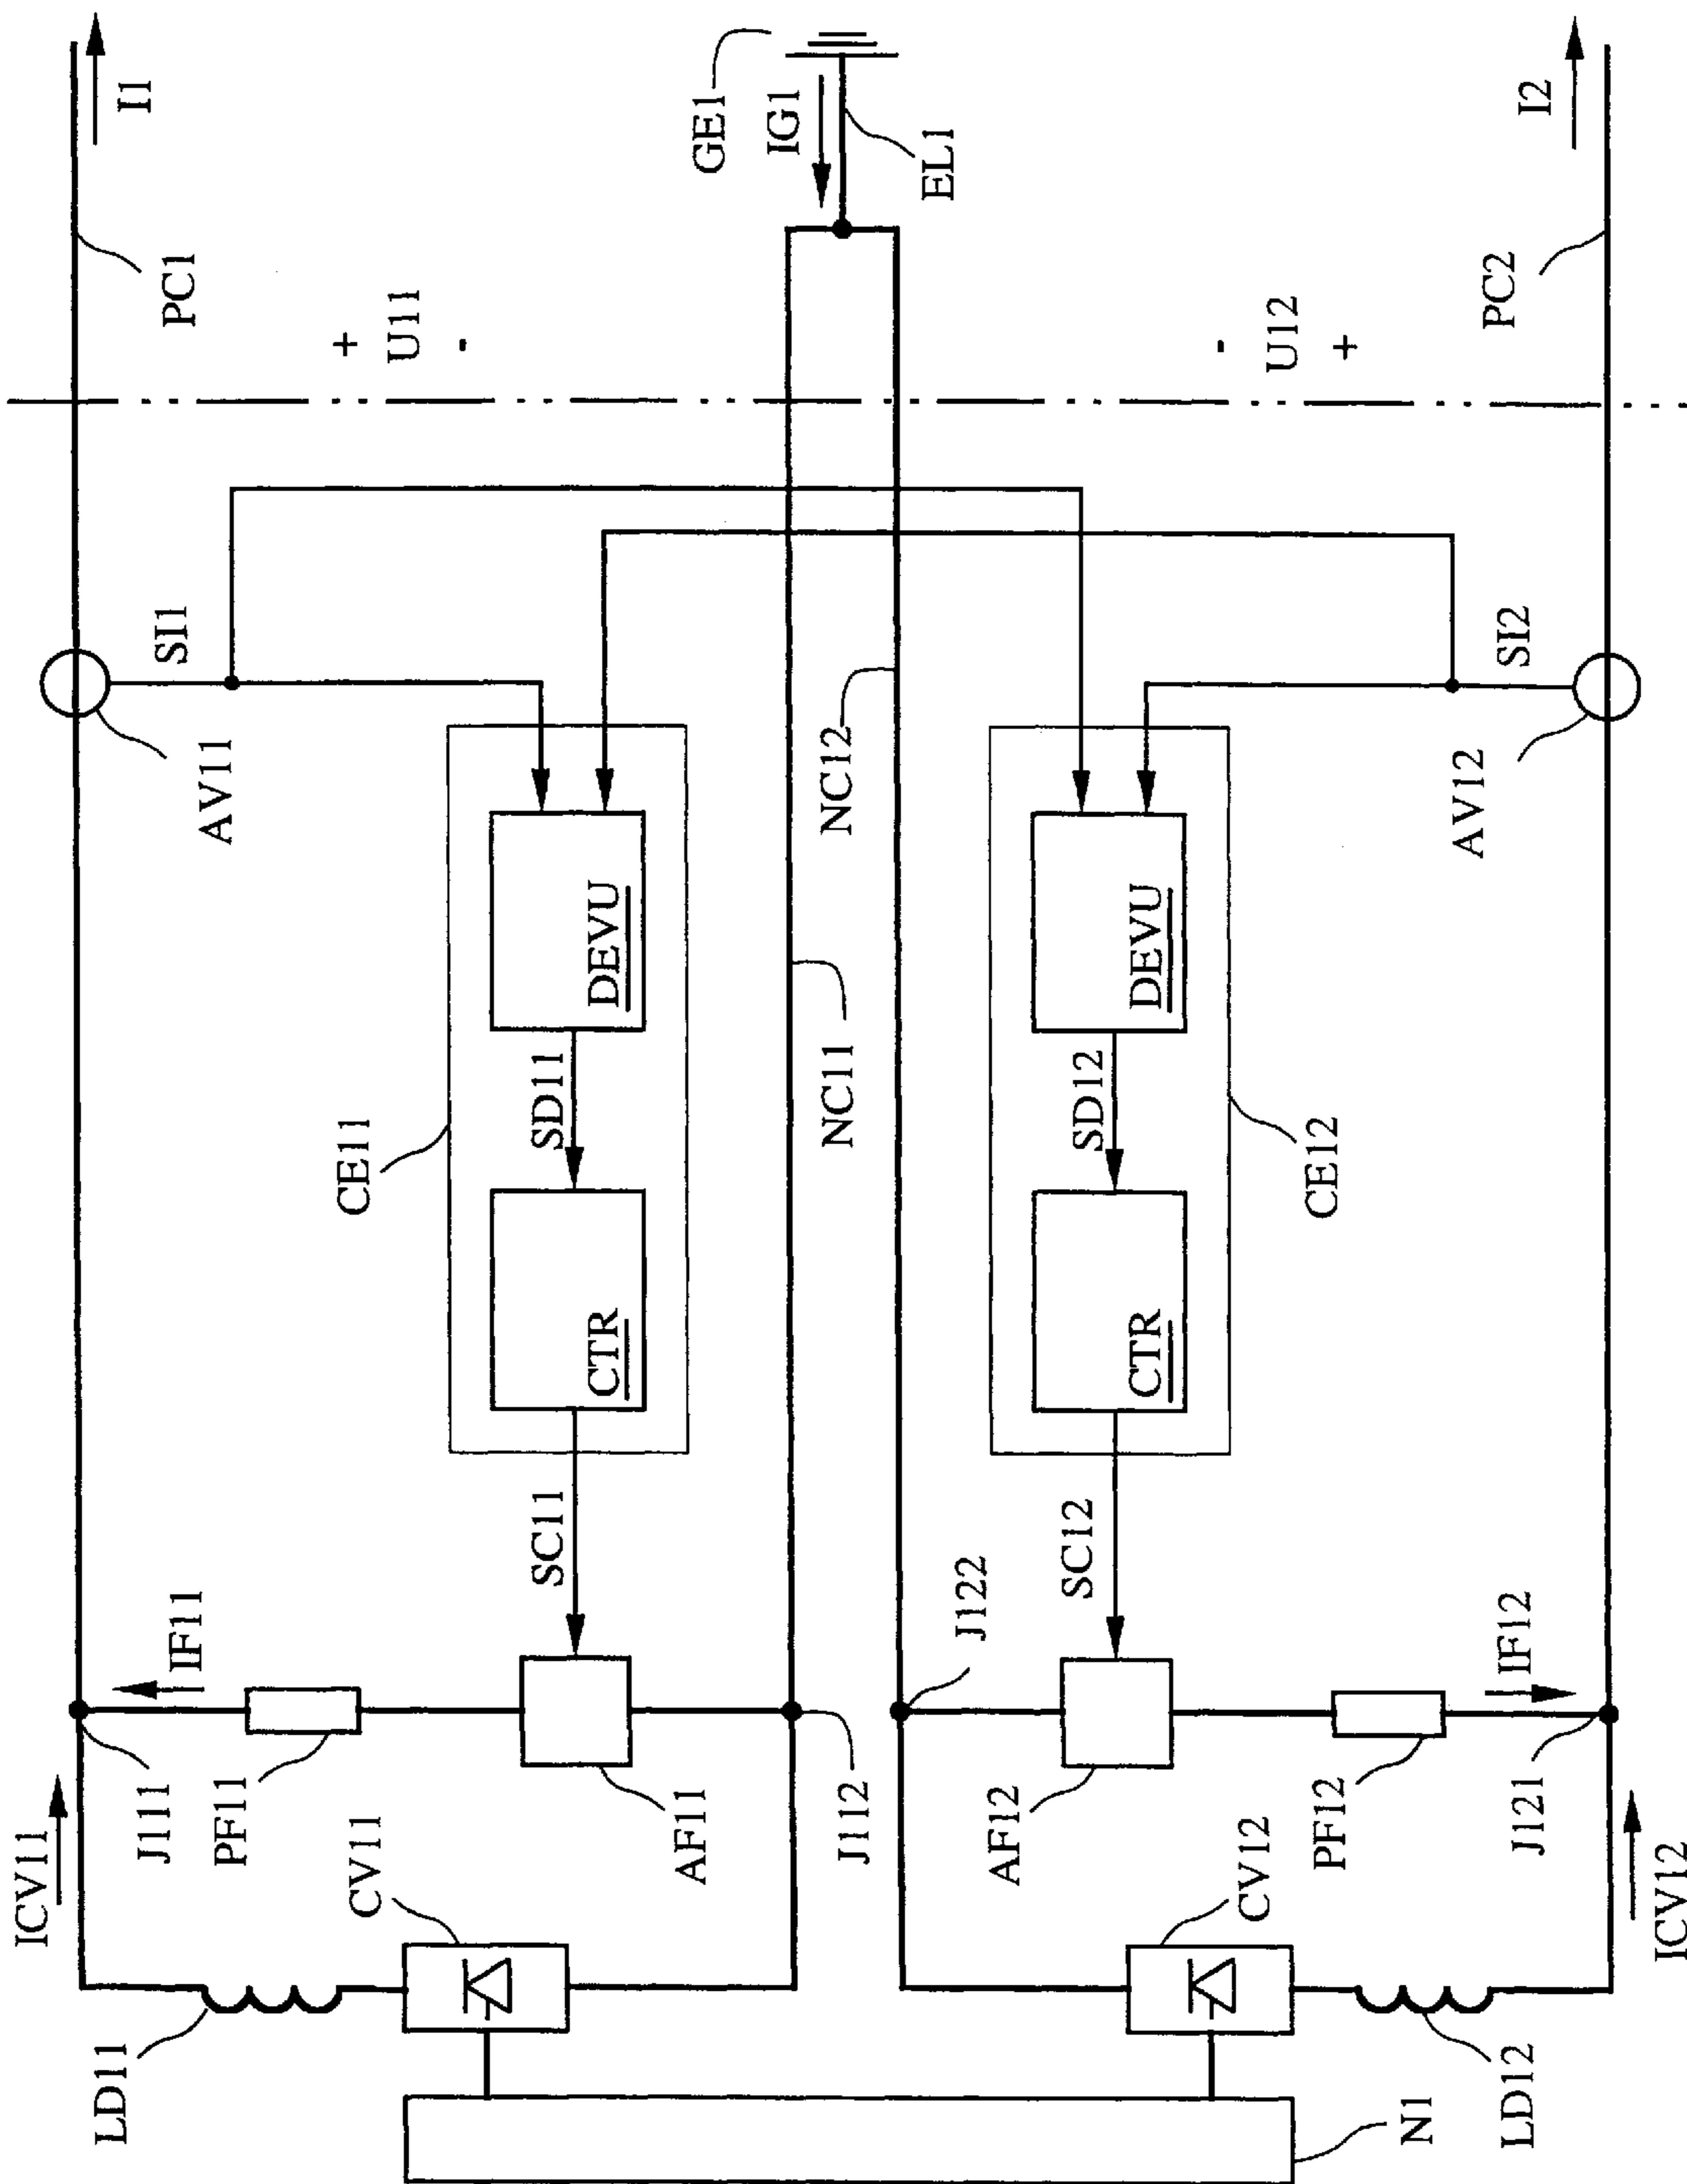 I1
PC1
GE1
IG1
EL1
+
U11
-
-
U12
+
I2
PC2
SI1
AV11
SI2
AV12
NC12
NC11
DEVU
SD11
CTR
CE11
SC11
DEVU
SD12
CTR
CE12
SC12
IF11
J111
PF11
AF11
J112
J122
AF12
PF12
IF12
J121
ICV11
CV11
LD11
ICV12
CV12
LD12
N1